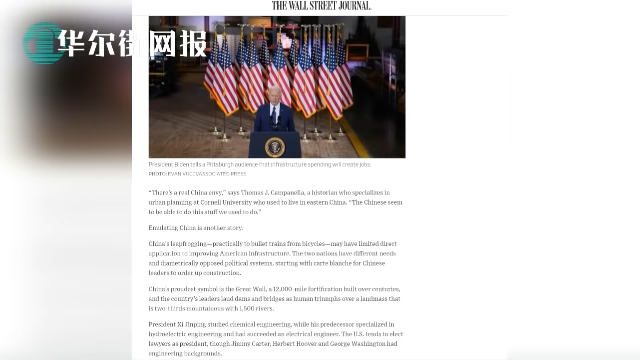 THE WALL STREET JOURNAL.
华尔街网报
President Biden tells a Pittsburgh audience that infrastructure spending will create jobs.
PHOTO: EVAN VUCCI/ASSOCIATED PRESS
“There’s a real China envy,” says Thomas J. Campanella, a historian who specializes in
urban planning at Cornell University who used to live in eastern China. “The Chinese seem
to be able to do this stuff we used to do.”
Emulating China is another story.
China’s leapfrogging—practically to bullet trains from bicycles—may have limited direct
application to improving American infrastructure. The two nations have different needs
and diametrically opposed political systems, starting with carte blanche for Chinese
leaders to order up construction.
China’s proudest symbol is the Great Wall, a 12,000-mile fortification built over centuries,
and the country’s leaders laud dams and bridges as human triumphs over a landmass that
is two-thirds mountainous with 1,500 rivers.
President Xi Jinping studied chemical engineering, while his predecessor specialized in
hydroelectric engineering and had succeeded an electrical engineer. The U.S. tends to elect
lawyers as president, though Jimmy Carter, Herbert Hoover and George Washington had
engineering backgrounds.